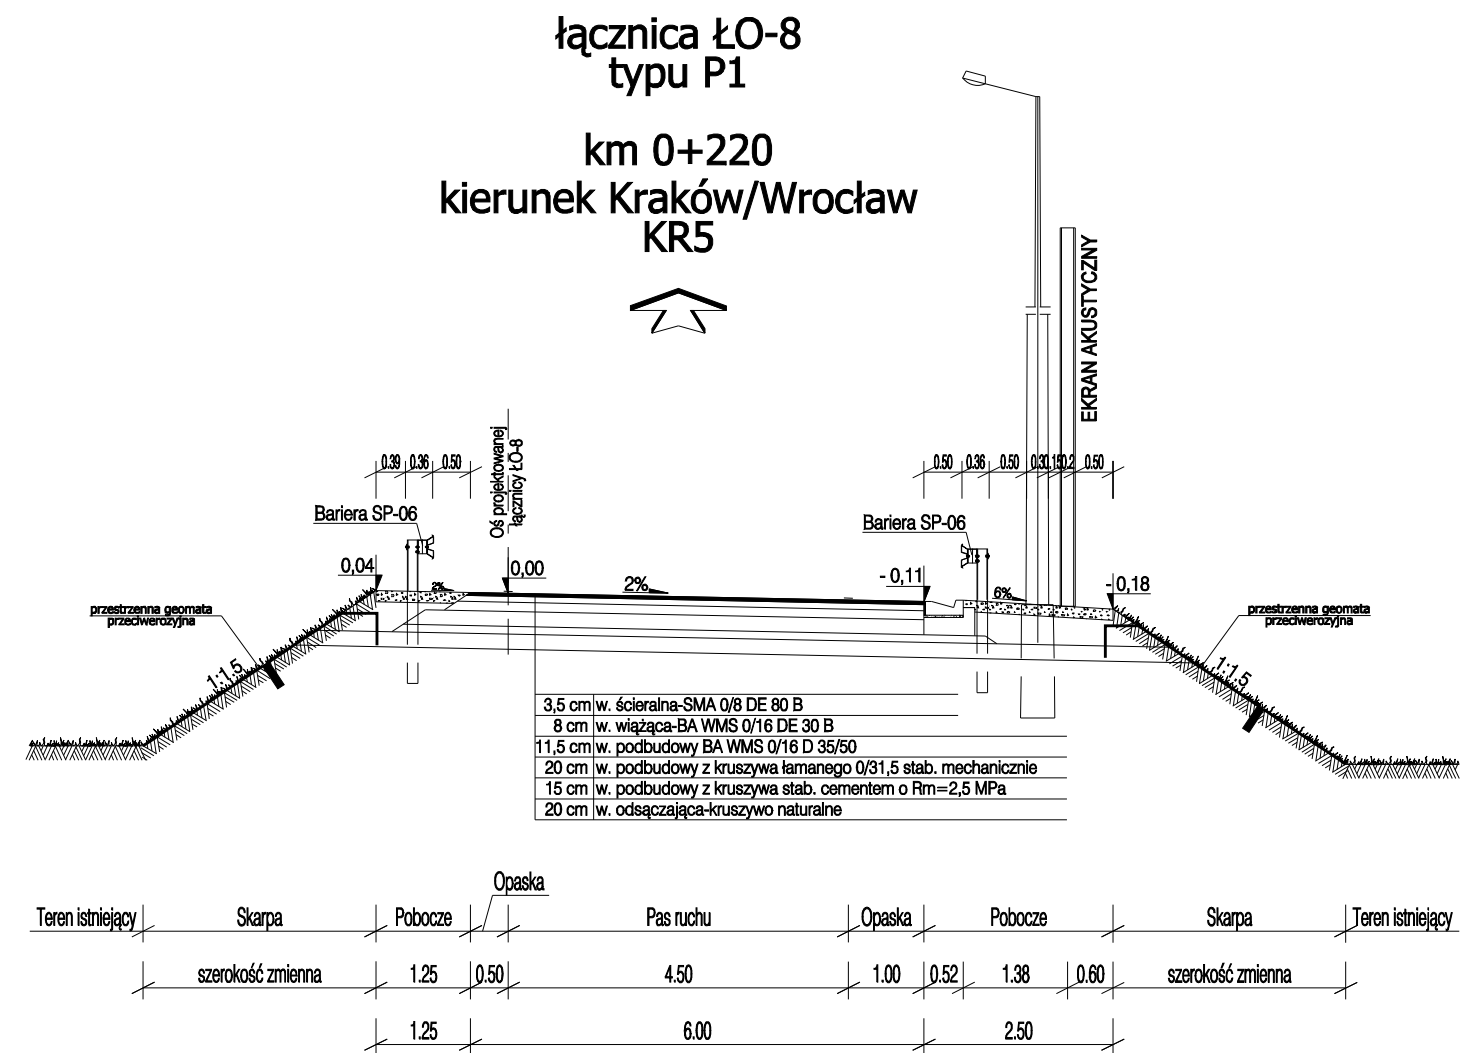 łącznica ŁO-8
typu P1
km 0+220
kierunek Kraków/Wrocław
KR5
EKRAN AKUSTYCZNY
Oś projektowanej
łącznicy ŁO-8
0.39 0.36 0.50
0.50 0.36 0.50 0.30 0.15 0.2 0.50
Bariera SP-06
Bariera SP-06
0,04
0,00
- 0,11
- 0,18
2%
2%
6%
przestrzenna geomata
przeciwerozyjna
przestrzenna geomata
przeciwerozyjna
1:1.5
1:1.5
3,5 cm w. ścieralna-SMA 0/8 DE 80 B
8 cm w. wiążąca-BA WMS 0/16 DE 30 B
11,5 cm w. podbudowy BA WMS 0/16 D 35/50
20 cm w. podbudowy z kruszywa łamanego 0/31,5 stab. mechanicznie
15 cm w. podbudowy z kruszywa stab. cementem o Rm=2,5 MPa
20 cm w. odsączająca-kruszywo naturalne
Opaska
Teren istniejący Skarpa Pobocze Pas ruchu Opaska Pobocze Skarpa Teren istniejący
szerokość zmienna 1.25 0.50 4.50 1.00 0.52 1.38 0.60 szerokość zmienna
1.25 6.00 2.50